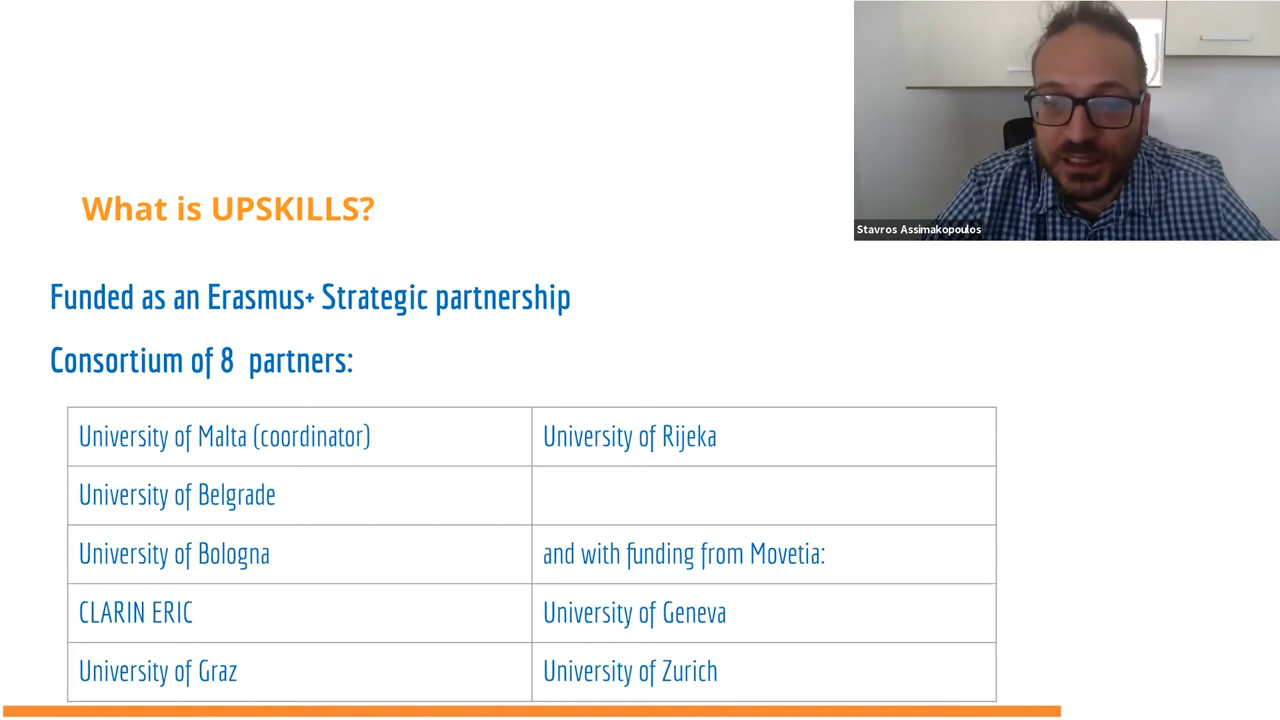 Stavros Assimakopoulos
What is UPSKILLS?
Funded as an Erasmus+ Strategic partnership
Consortium of 8 partners:
University of Malta (coordinator)
University of Rijeka
University of Belgrade
University of Bologna
and with funding from Movetia:
CLARIN ERIC
University of Geneva
University of Graz
University of Zurich